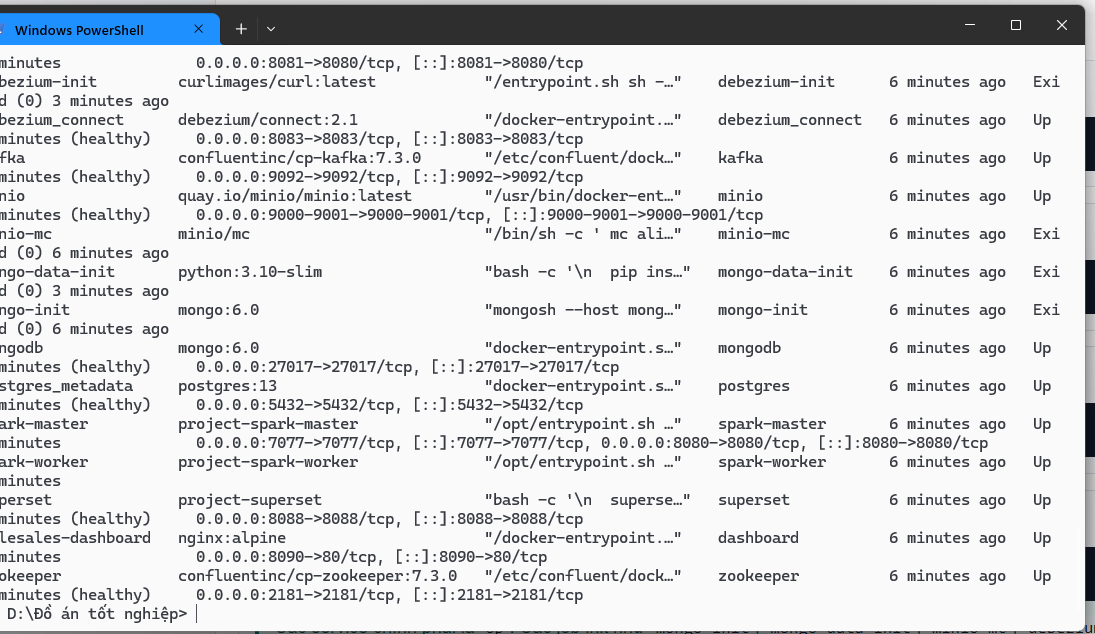 Windows PowerShell
minutes 0.0.0.0:8081->8080/tcp, [::]:8081->8080/tcp
bezium-init curlimages/curl:latest "/entrypoint.sh sh -…" debezium-init 6 minutes ago Exi
d (0) 3 minutes ago
bezium_connect debezium/connect:2.1 "/docker-entrypoint.…" debezium_connect 6 minutes ago Up
minutes (healthy) 0.0.0.0:8083->8083/tcp, [::]:8083->8083/tcp
fka confluentinc/cp-kafka:7.3.0 "/etc/confluent/dock…" kafka 6 minutes ago Up
minutes (healthy) 0.0.0.0:9092->9092/tcp, [::]:9092->9092/tcp
nio quay.io/minio/minio:latest "/usr/bin/docker-ent…" minio 6 minutes ago Up
minutes (healthy) 0.0.0.0:9000-9001->9000-9001/tcp, [::]:9000-9001->9000-9001/tcp
nio-mc minio/mc "/bin/sh -c ' mc ali…" minio-mc 6 minutes ago Exi
d (0) 6 minutes ago
ngo-data-init python:3.10-slim "bash -c '\n pip ins…" mongo-data-init 6 minutes ago Exi
d (0) 3 minutes ago
ngo-init mongo:6.0 "mongosh --host mong…" mongo-init 6 minutes ago Exi
d (0) 6 minutes ago
ngodb mongo:6.0 "docker-entrypoint.s…" mongodb 6 minutes ago Up
minutes (healthy) 0.0.0.0:27017->27017/tcp, [::]:27017->27017/tcp
stgres_metadata postgres:13 "docker-entrypoint.s…" postgres 6 minutes ago Up
minutes (healthy) 0.0.0.0:5432->5432/tcp, [::]:5432->5432/tcp
ark-master project-spark-master "/opt/entrypoint.sh …" spark-master 6 minutes ago Up
minutes 0.0.0.0:7077->7077/tcp, [::]:7077->7077/tcp, 0.0.0.0:8080->8080/tcp, [::]:8080->8080/tcp
ark-worker project-spark-worker "/opt/entrypoint.sh …" spark-worker 6 minutes ago Up
minutes
perset project-superset "bash -c '\n superse…" superset 6 minutes ago Up
minutes (healthy) 0.0.0.0:8088->8088/tcp, [::]:8088->8088/tcp
lesales-dashboard nginx:alpine "/docker-entrypoint.…" dashboard 6 minutes ago Up
minutes 0.0.0.0:8090->80/tcp, [::]:8090->80/tcp
okeeper confluentinc/cp-zookeeper:7.3.0 "/etc/confluent/dock…" zookeeper 6 minutes ago Up
minutes (healthy) 0.0.0.0:2181->2181/tcp, [::]:2181->2181/tcp
D:\Đồ án tốt nghiệp>